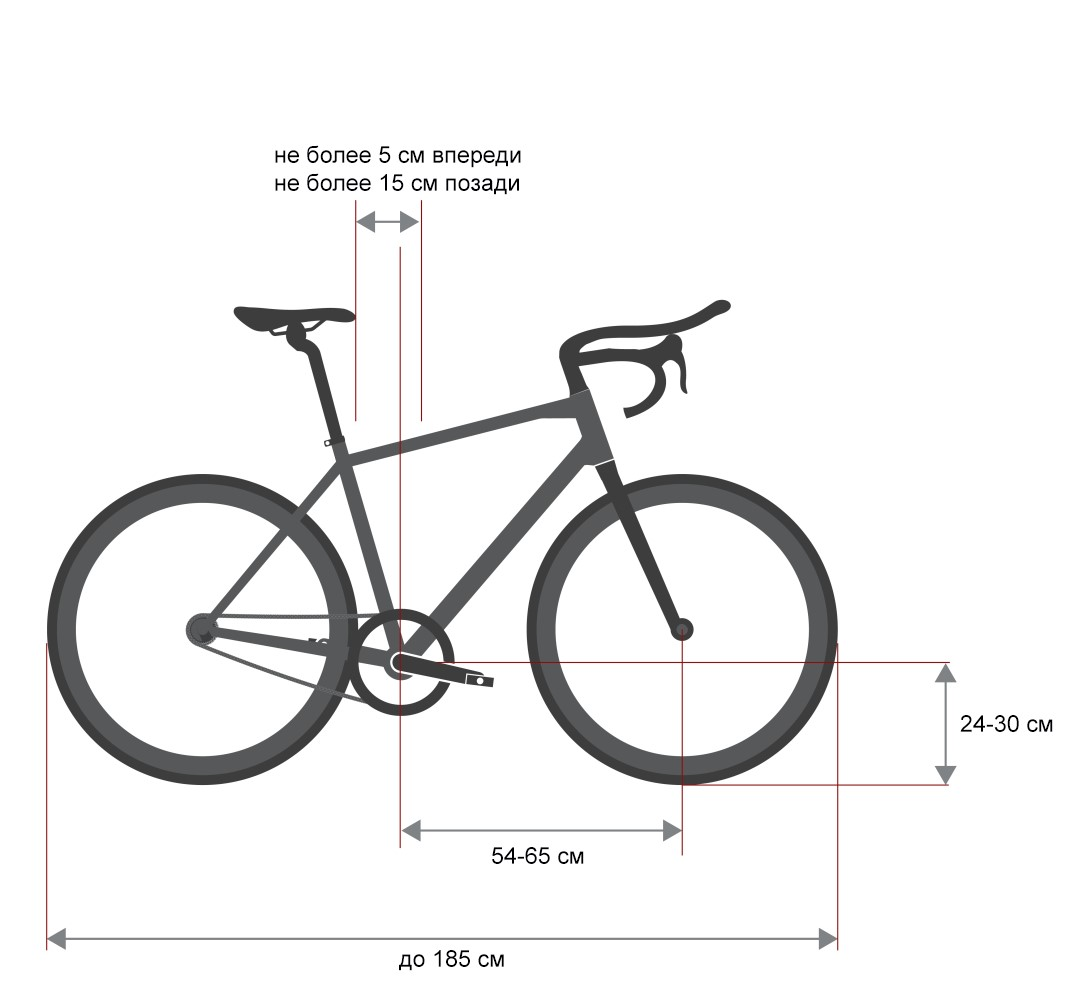 не более 5 см впереди
не более 15 см позади
24-30 см
54-65 см
до 185 см